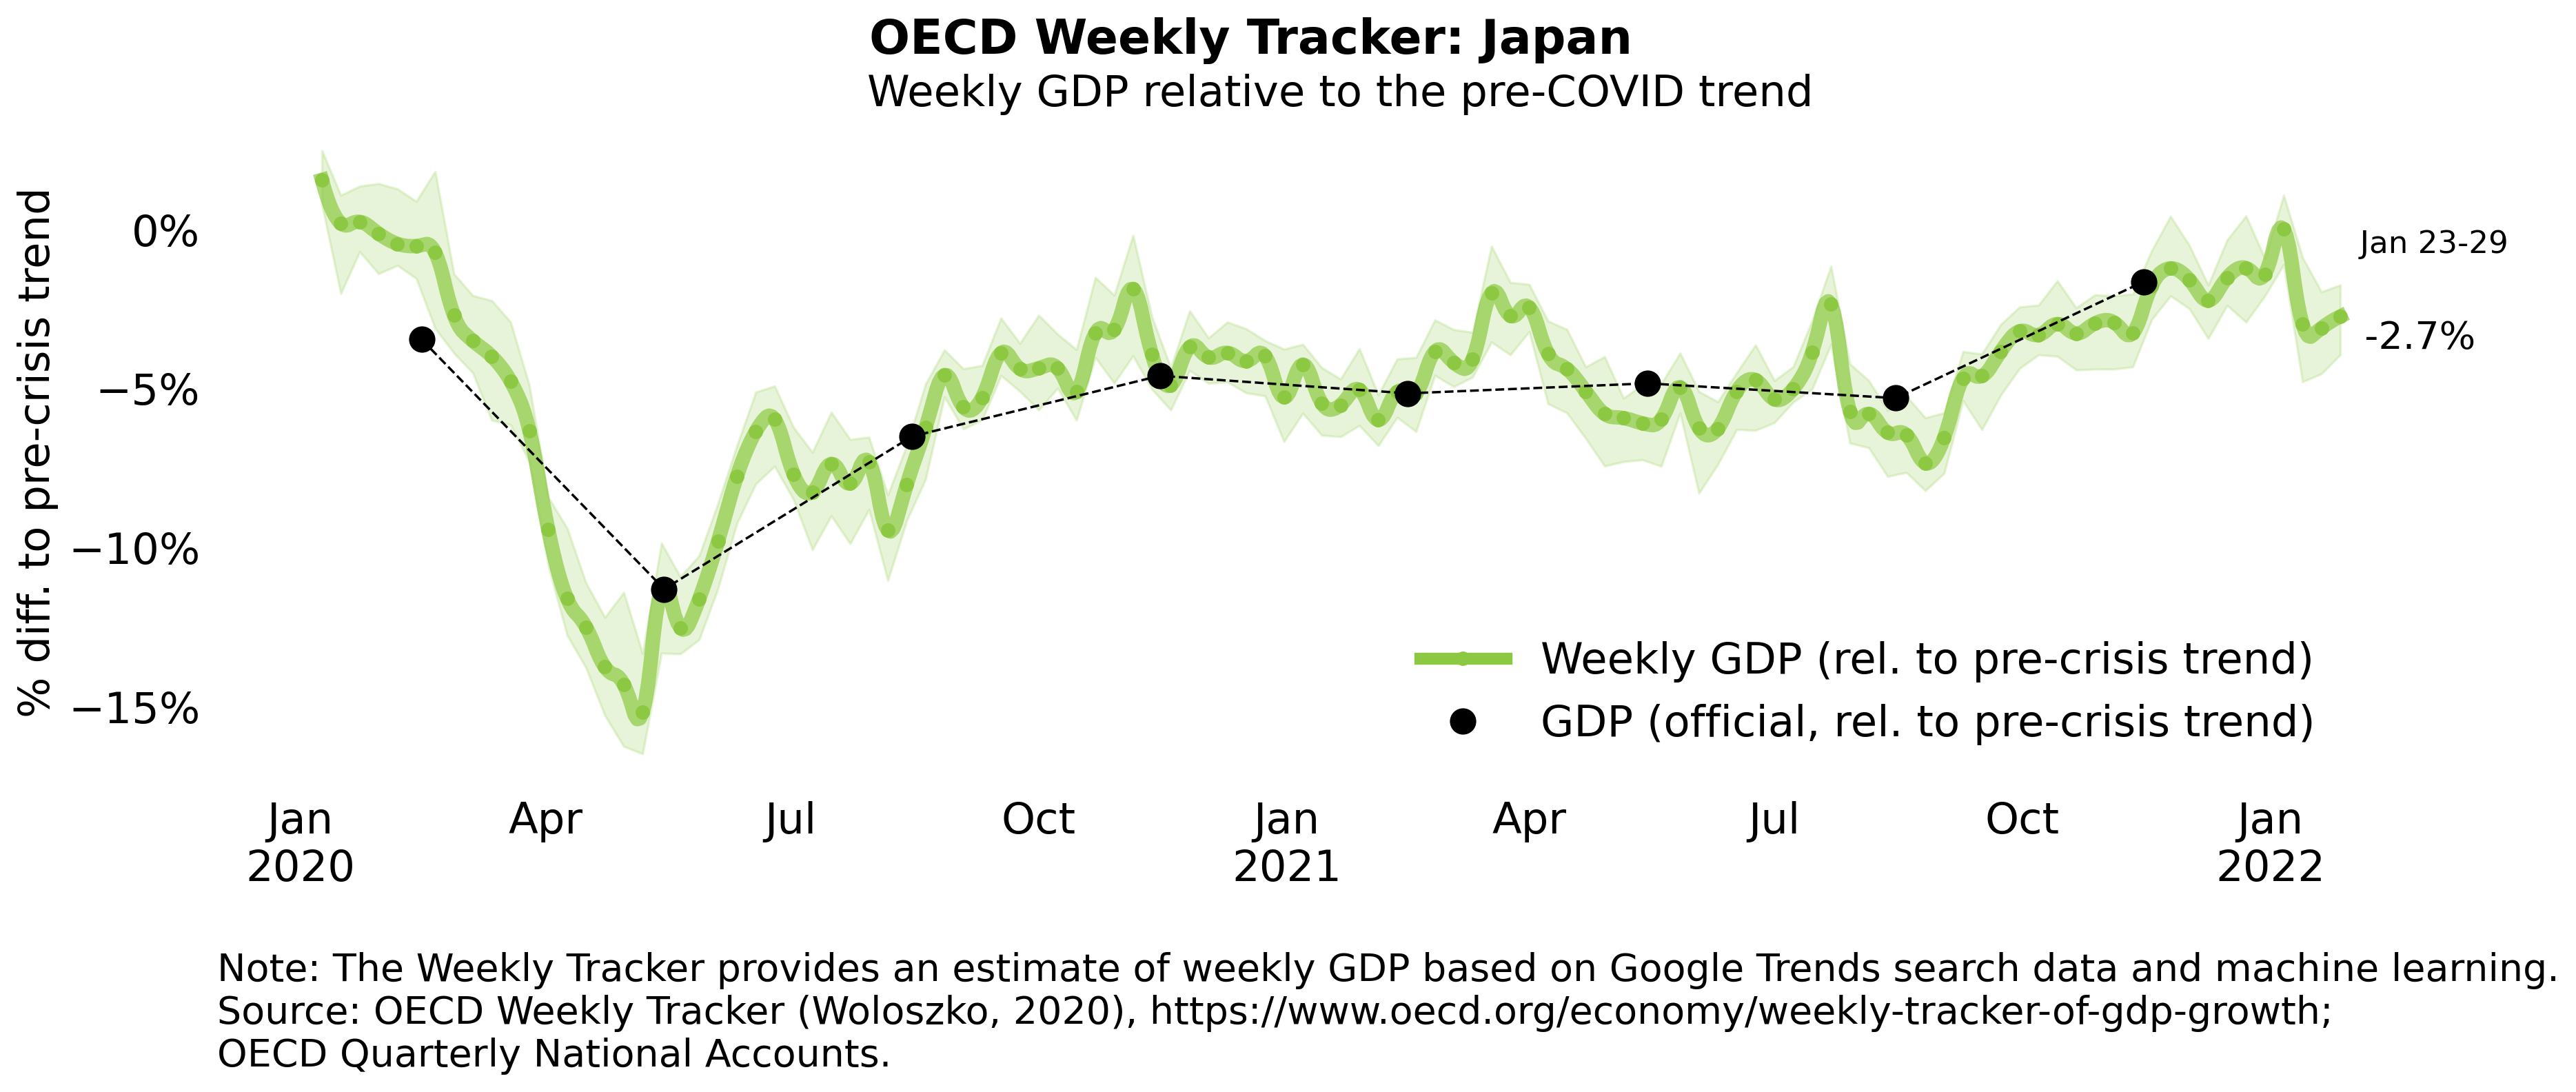 OECD Weekly Tracker: Japan
Weekly GDP relative to the pre-COVID trend
% diff. to pre-crisis trend
0%
−5%
−10%
−15%
Jan 23-29
-2.7%
Weekly GDP (rel. to pre-crisis trend)
GDP (official, rel. to pre-crisis trend)
Jan Apr Jul Oct Jan Apr Jul Oct Jan
2020 2021 2022
Note: The Weekly Tracker provides an estimate of weekly GDP based on Google Trends search data and machine learning.
Source: OECD Weekly Tracker (Woloszko, 2020), https://www.oecd.org/economy/weekly-tracker-of-gdp-growth;
OECD Quarterly National Accounts.